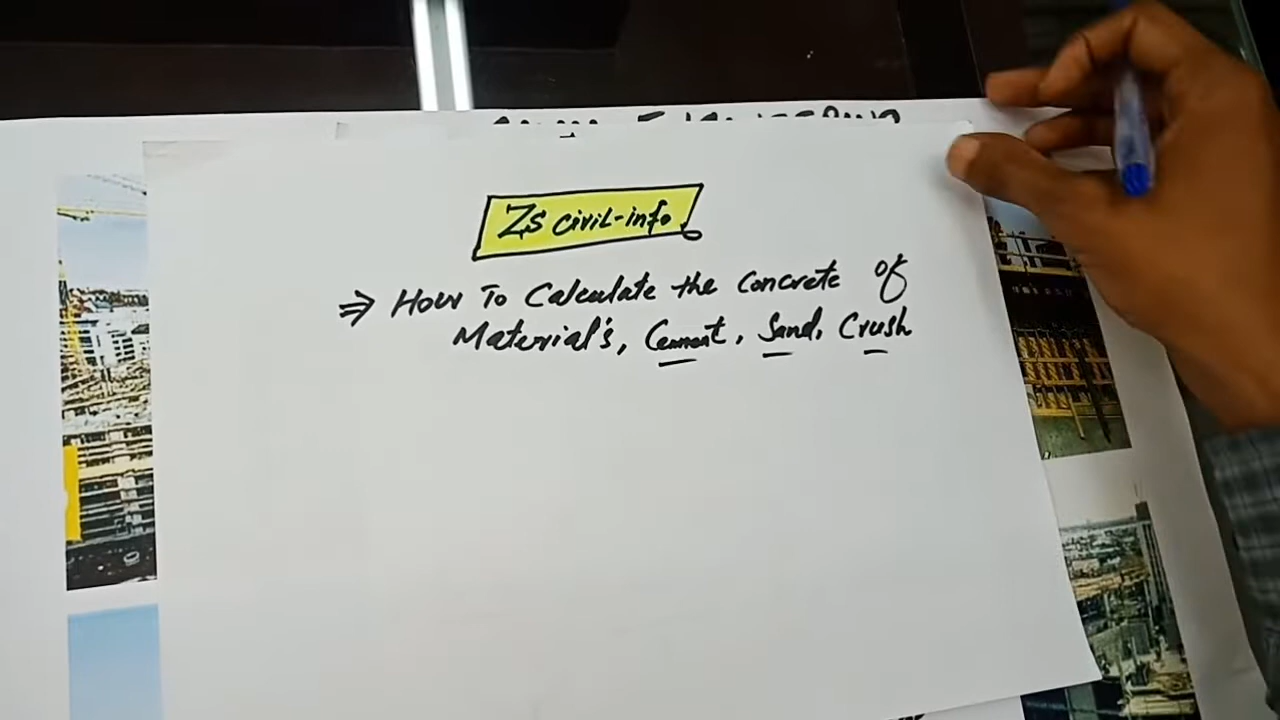 Zs civil-info
⇒ How To Calculate the Concrete of
Material's, Cement, Sand, Crush